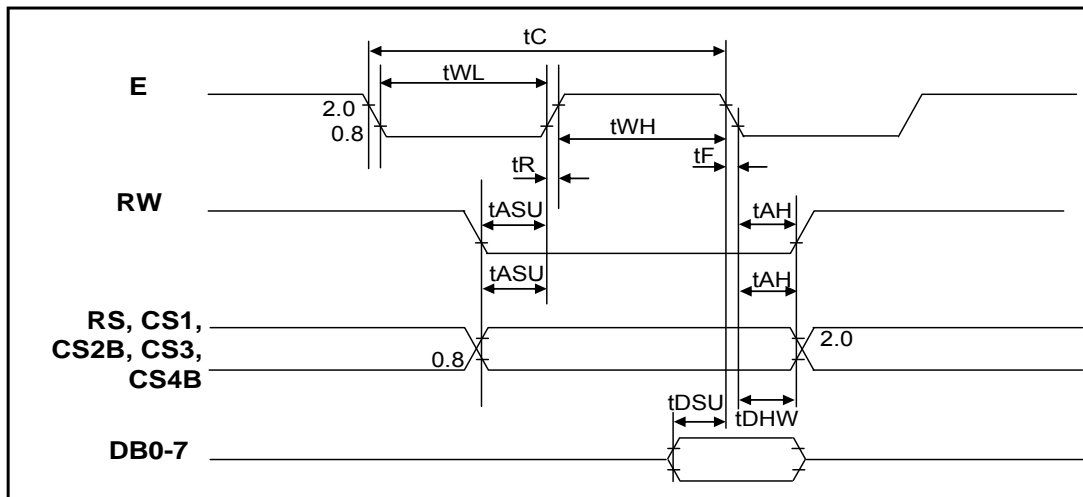 tC
tWL
E
2.0
0.8
tWH
tR
tF
RW
tASU
tAH
tASU
tAH
RS, CS1,
CS2B, CS3,
CS4B
0.8
2.0
tDSU
tDHW
DB0-7